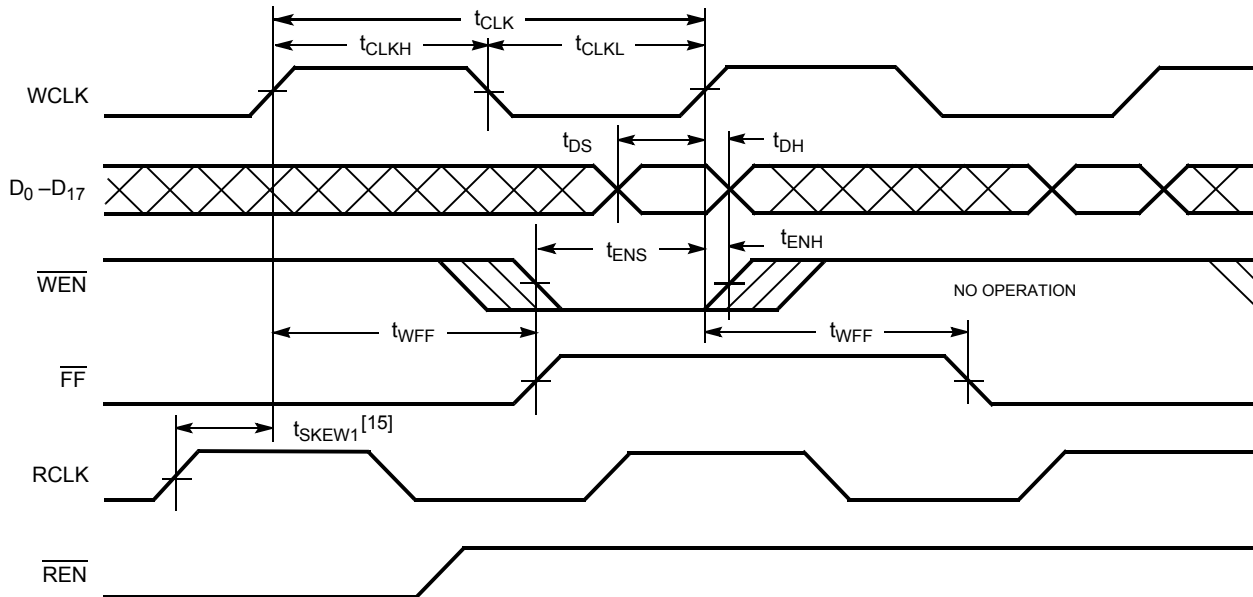 tCLK
tCLKH
tCLKL
WCLK
tDS
tDH
D0 –D17
tENS
tENH
WEN
NO OPERATION
tWFF
tWFF
FF
tSKEW1[15]
RCLK
REN